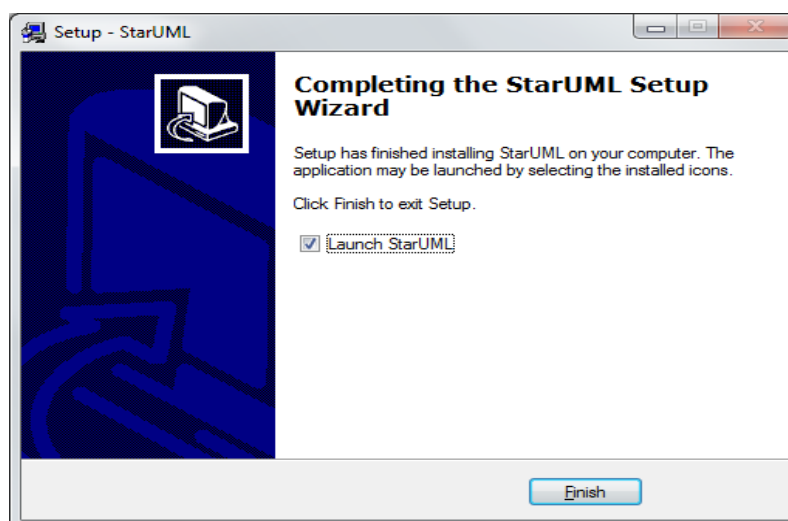 Setup - StarUML
Completing the StarUML Setup
Wizard
Setup has finished installing StarUML on your computer. The
application may be launched by selecting the installed icons.
Click Finish to exit Setup.
Launch StarUML
Finish